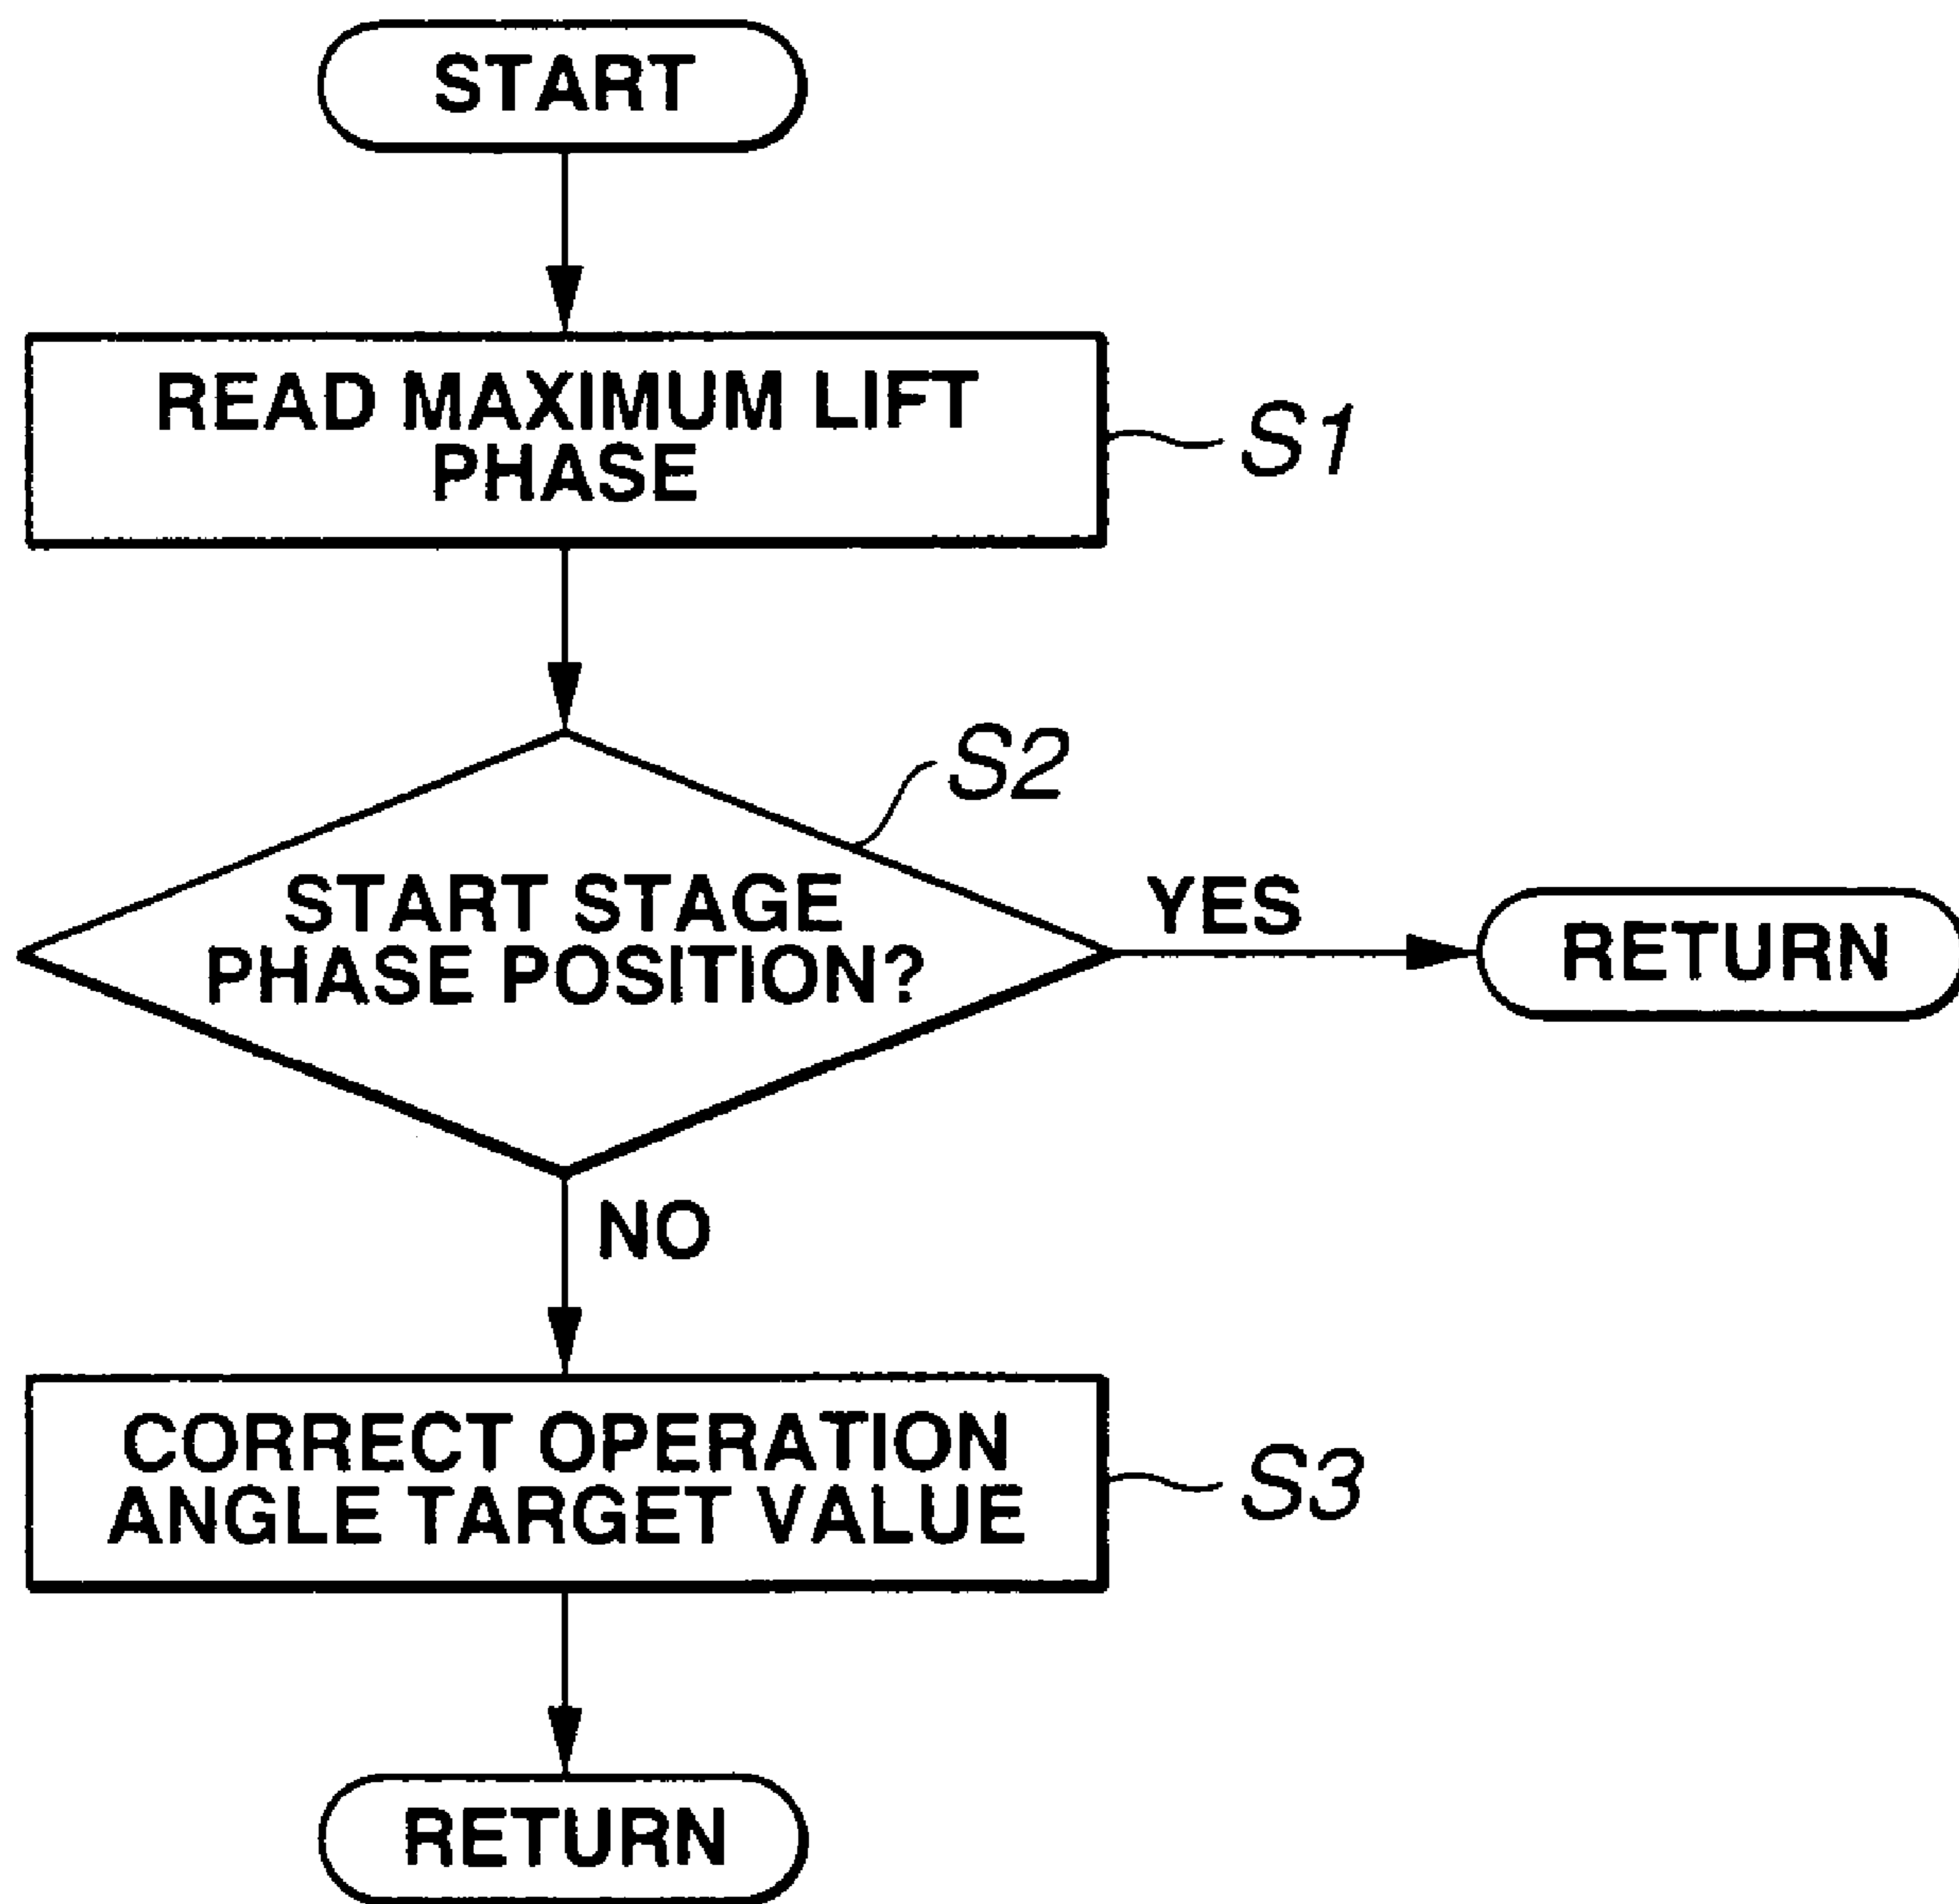 START
READ MAXIMUM LIFT
PHASE
S1
S2
START STAGE
PHASE POSITION?
YES
RETURN
NO
CORRECT OPERATION
ANGLE TARGET VALUE
S3
RETURN